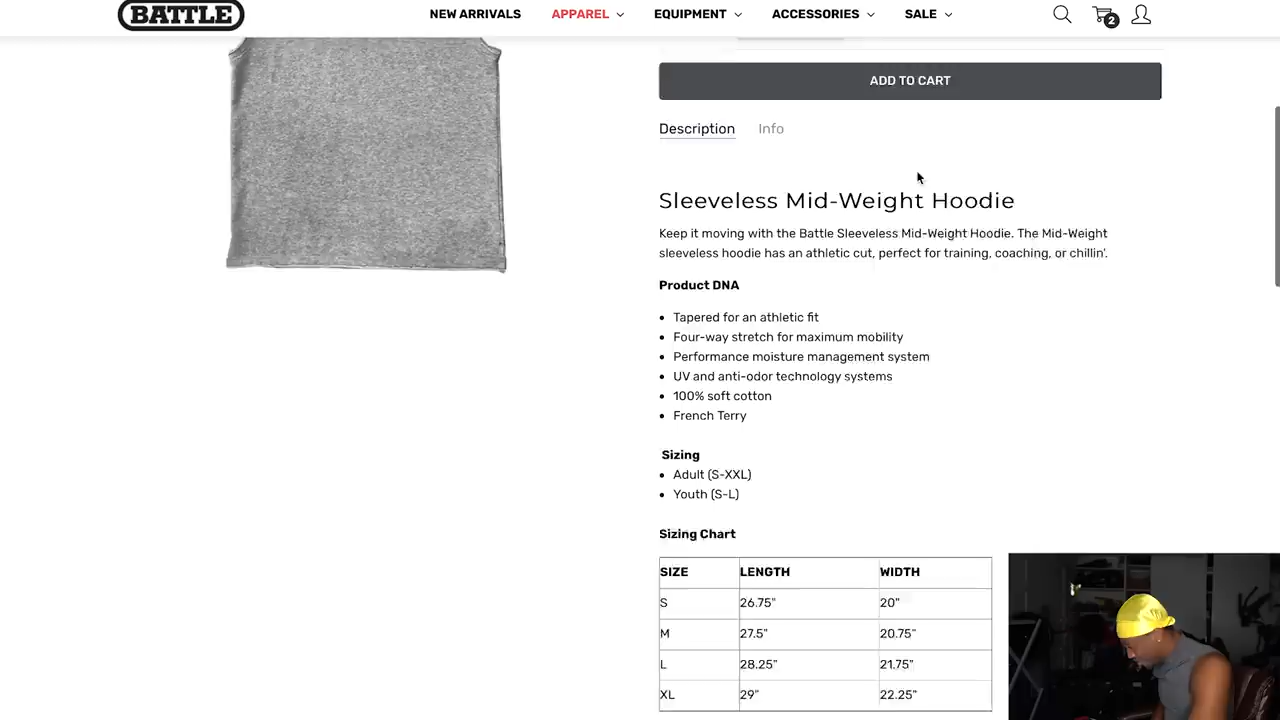 BATTLE
NEW ARRIVALS
APPAREL
EQUIPMENT
ACCESSORIES
SALE
2
ADD TO CART
Description
Info
Sleeveless Mid-Weight Hoodie
Keep it moving with the Battle Sleeveless Mid-Weight Hoodie. The Mid-Weight
sleeveless hoodie has an athletic cut, perfect for training, coaching, or chillin'.
Product DNA
Tapered for an athletic fit
Four-way stretch for maximum mobility
Performance moisture management system
UV and anti-odor technology systems
100% soft cotton
French Terry
Sizing
Adult (S-XXL)
Youth (S-L)
Sizing Chart
SIZE LENGTH WIDTH
S 26.75" 20"
M 27.5" 20.75"
L 28.25" 21.75"
XL 29" 22.25"